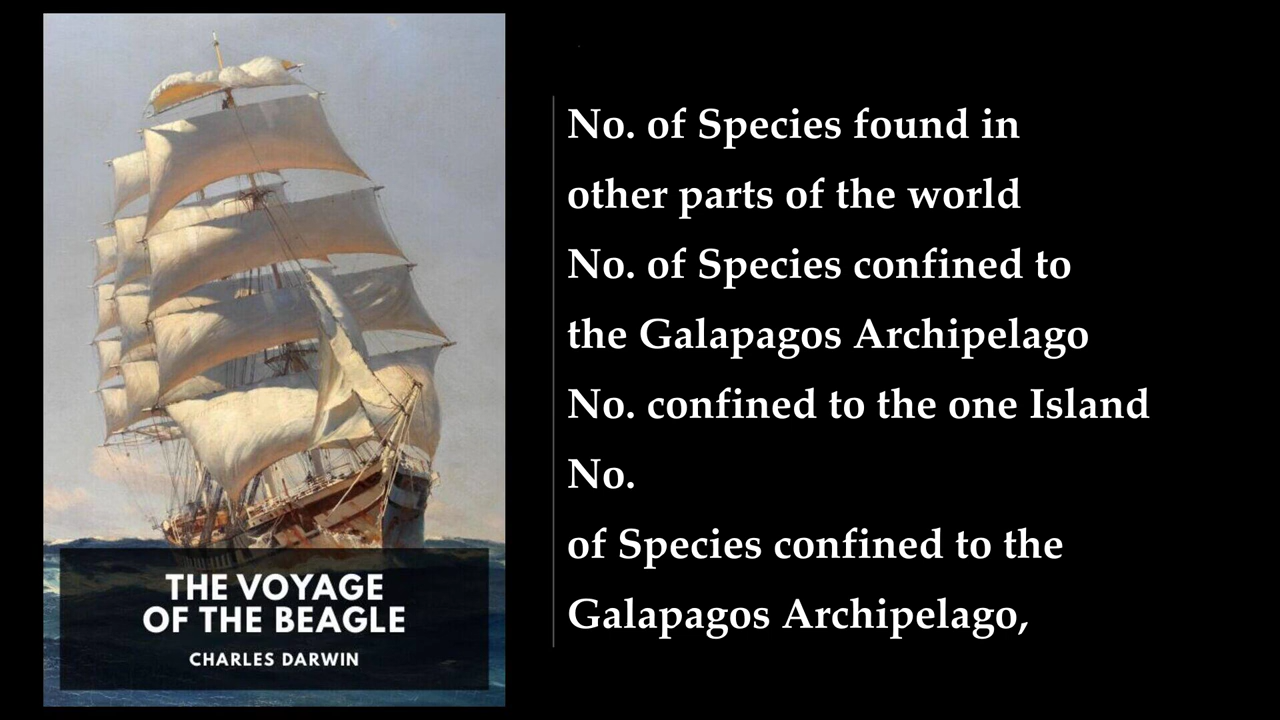 THE VOYAGE
OF THE BEAGLE
CHARLES DARWIN
No. of Species found in
other parts of the world
No. of Species confined to
the Galapagos Archipelago
No. confined to the one Island
No.
of Species confined to the
Galapagos Archipelago,